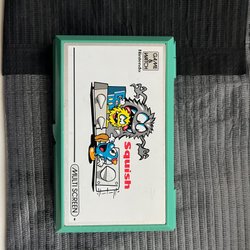 GAME & WATCH
Nintendo
Squish
MULTI SCREEN